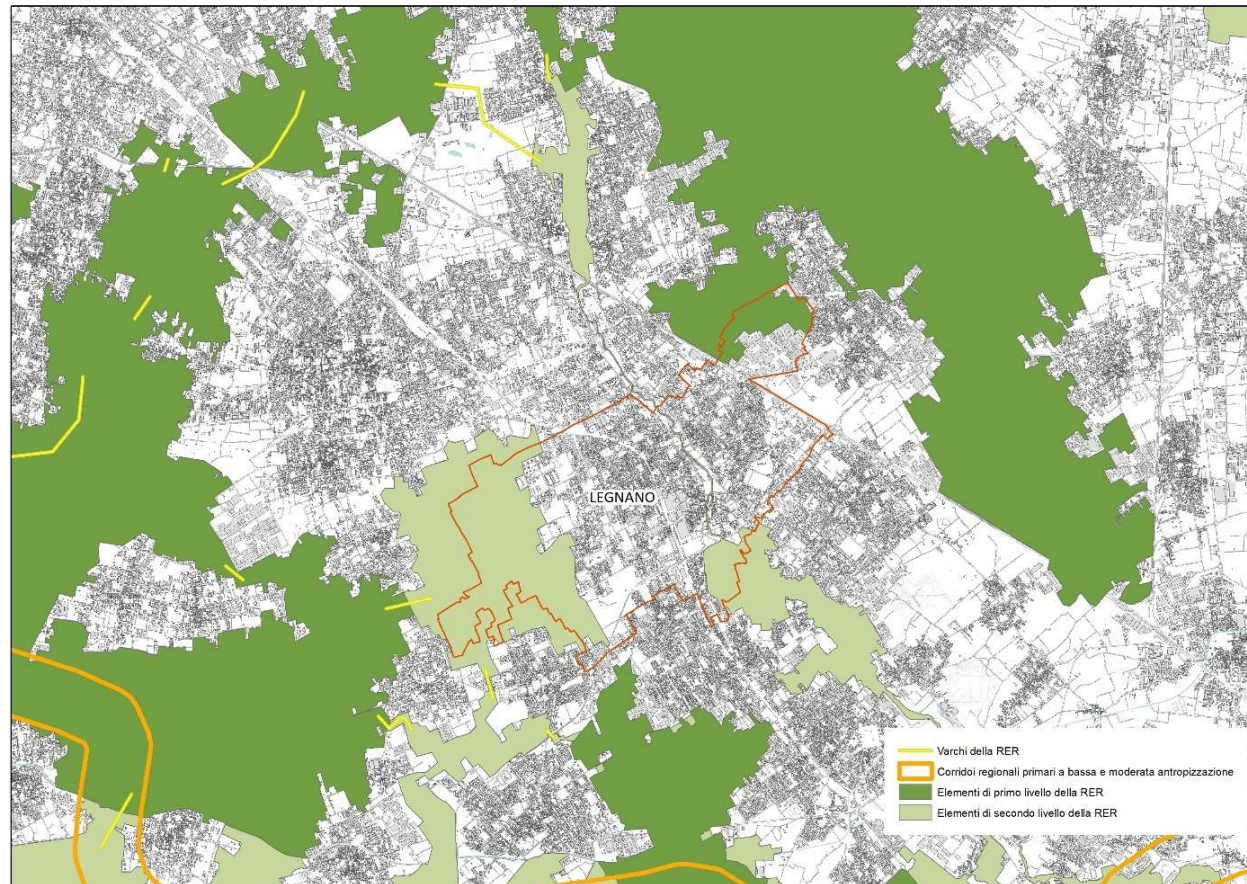 LEGNANO
Varchi della RER
Corridoi regionali primari a bassa e moderata antropizzazione
Elementi di primo livello della RER
Elementi di secondo livello della RER